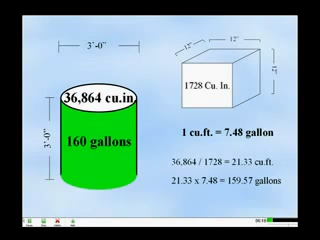 3'-0"
36,864 cu.in.
3'-0"
160 gallons
12"
12"
12"
1728 Cu. In.
1 cu.ft. = 7.48 gallon
36,864 / 1728 = 21.33 cu.ft.
21.33 x 7.48 = 159.57 gallons